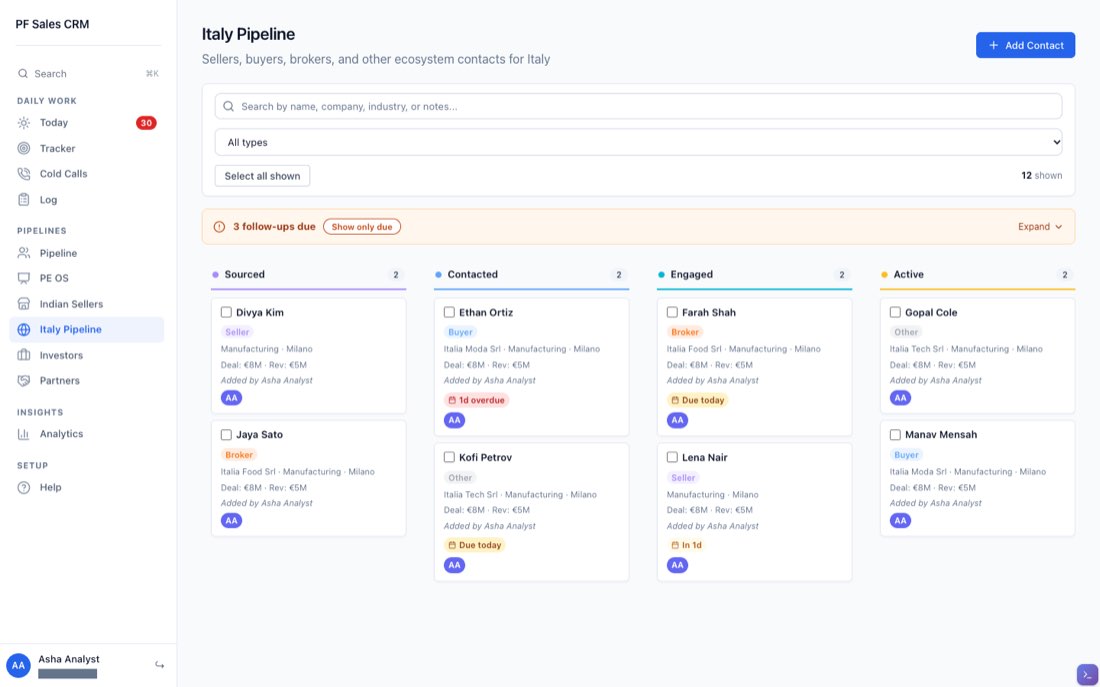 PF Sales CRM
Search ⌘K
DAILY WORK
Today 30
Tracker
Cold Calls
Log
PIPELINES
Pipeline
PE OS
Indian Sellers
Italy Pipeline
Investors
Partners
INSIGHTS
Analytics
SETUP
Help
AA Asha Analyst
Italy Pipeline
Sellers, buyers, brokers, and other ecosystem contacts for Italy
+ Add Contact
Search by name, company, industry, or notes...
All types
Select all shown
12 shown
3 follow-ups due Show only due Expand
Sourced 2
Divya Kim
Seller
Manufacturing · Milano
Deal: €8M · Rev: €5M
Added by Asha Analyst
AA
Jaya Sato
Broker
Italia Food Srl · Manufacturing · Milano
Deal: €8M · Rev: €5M
Added by Asha Analyst
AA
Contacted 2
Ethan Ortiz
Buyer
Italia Moda Srl · Manufacturing · Milano
Deal: €8M · Rev: €5M
Added by Asha Analyst
1d overdue
AA
Kofi Petrov
Other
Italia Tech Srl · Manufacturing · Milano
Deal: €8M · Rev: €5M
Added by Asha Analyst
Due today
AA
Engaged 2
Farah Shah
Broker
Italia Food Srl · Manufacturing · Milano
Deal: €8M · Rev: €5M
Added by Asha Analyst
Due today
AA
Lena Nair
Seller
Manufacturing · Milano
Deal: €8M · Rev: €5M
Added by Asha Analyst
In 1d
AA
Active 2
Gopal Cole
Other
Italia Tech Srl · Manufacturing · Milano
Deal: €8M · Rev: €5M
Added by Asha Analyst
AA
Manav Mensah
Buyer
Italia Moda Srl · Manufacturing · Milano
Deal: €8M · Rev: €5M
Added by Asha Analyst
AA